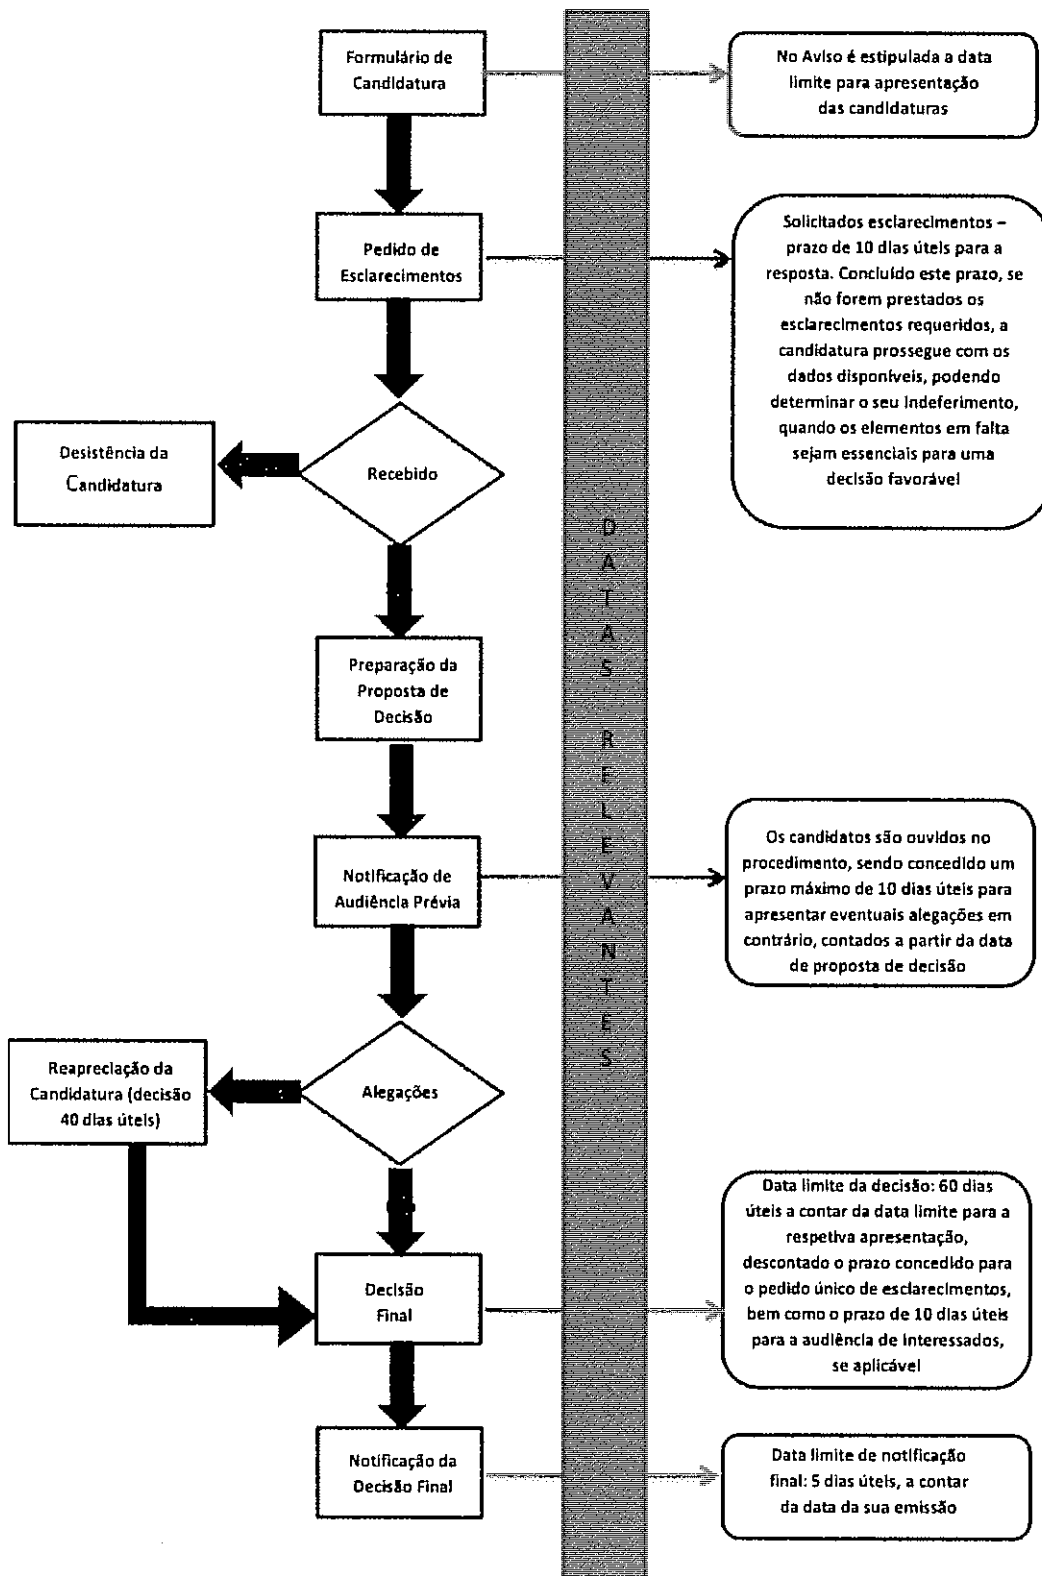 Formulário de
Candidatura
No Aviso é estipulada a data
limite para apresentação
das candidaturas
Pedido de
Esclarecimentos
Solicitados esclarecimentos –
prazo de 10 dias úteis para a
resposta. Concluído este prazo, se
não forem prestados os
esclarecimentos requeridos, a
candidatura prossegue com os
dados disponíveis, podendo
determinar o seu indeferimento,
quando os elementos em falta
sejam essenciais para uma
decisão favorável
Desistência da
Candidatura
Recebido
DATAS RELEVANTES
Preparação da
Proposta de
Decisão
Notificação de
Audiência Prévia
Os candidatos são ouvidos no
procedimento, sendo concedido um
prazo máximo de 10 dias úteis para
apresentar eventuais alegações em
contrário, contados a partir da data
de proposta de decisão
Reapreciação da
Candidatura (decisão
40 dias úteis)
Alegações
Decisão
Final
Data limite da decisão: 60 dias
úteis a contar da data limite para a
respetiva apresentação,
descontado o prazo concedido para
o pedido único de esclarecimentos,
bem como o prazo de 10 dias úteis
para a audiência de interessados,
se aplicável
Notificação da
Decisão Final
Data limite de notificação
final: 5 dias úteis, a contar
da data da sua emissão